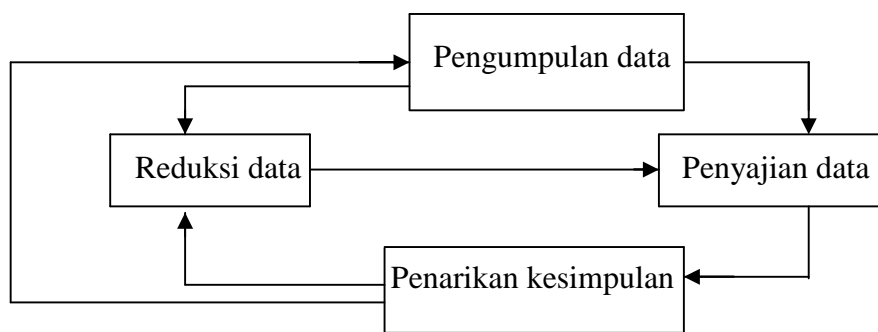 Pengumpulan data
Reduksi data
Penyajian data
Penarikan kesimpulan